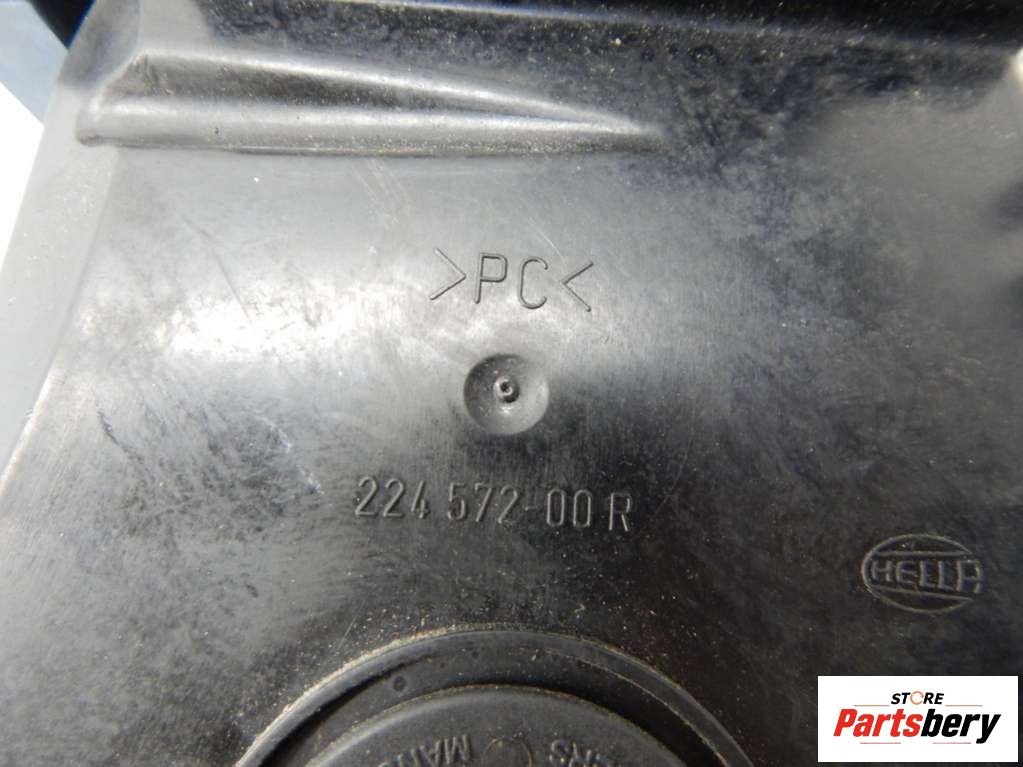 >PC<
224 572-00 R
HELLA
STORE
Partsbery